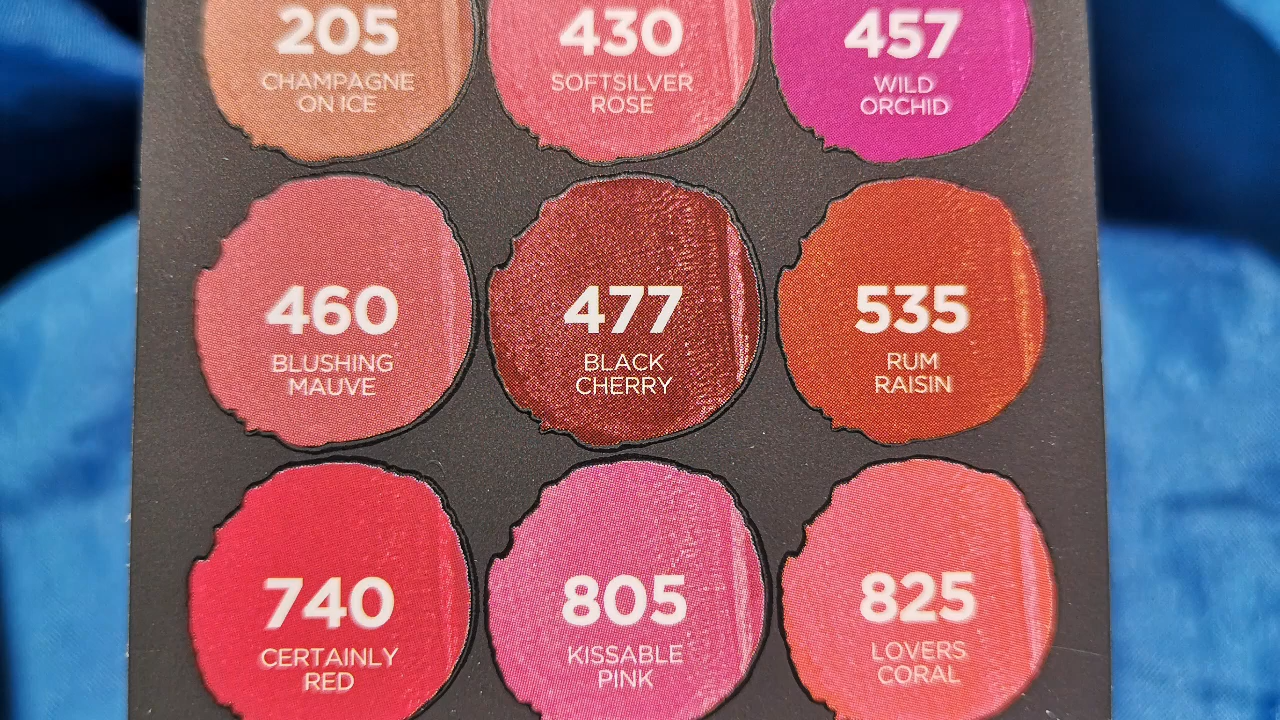 205
CHAMPAGNE
ON ICE
430
SOFTSILVER
ROSE
457
WILD
ORCHID
460
BLUSHING
MAUVE
477
BLACK
CHERRY
535
RUM
RAISIN
740
CERTAINLY
RED
805
KISSABLE
PINK
825
LOVERS
CORAL